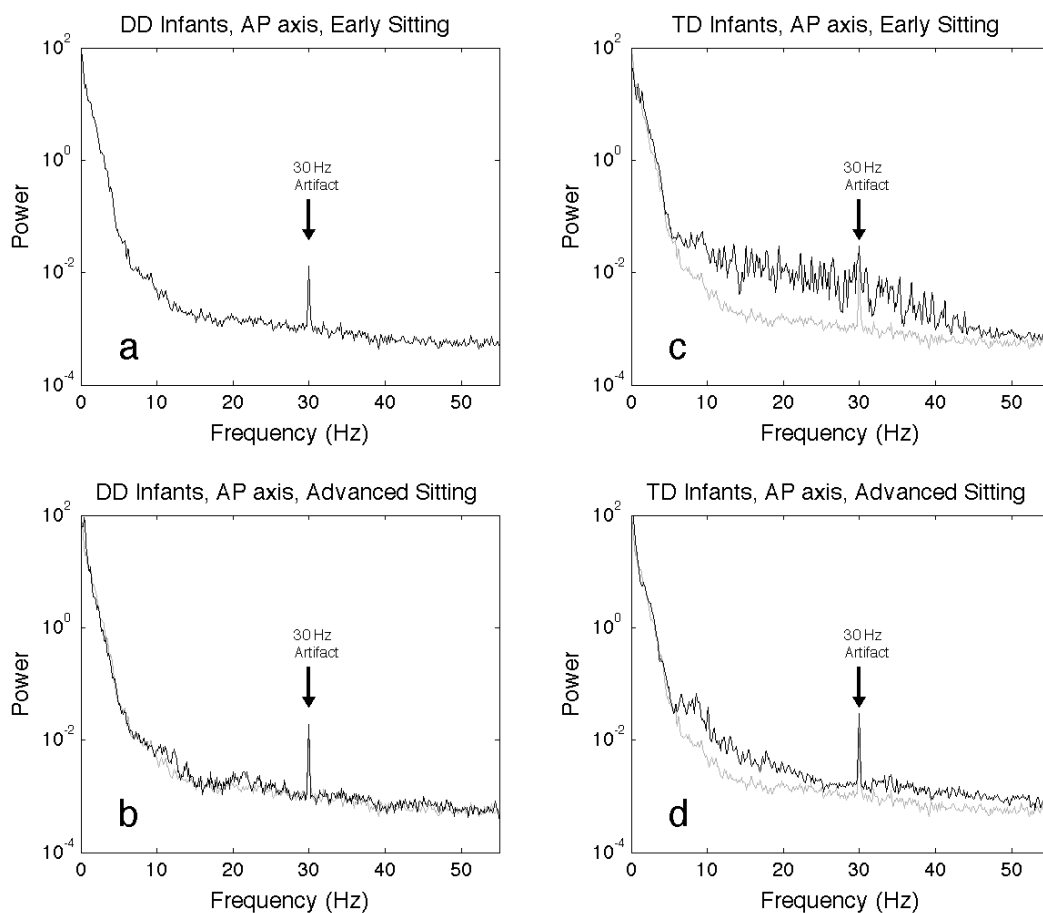 DD Infants, AP axis, Early Sitting
10^2
10^0
10^-2
10^-4
Power
30 Hz
Artifact
a
0 10 20 30 40 50
Frequency (Hz)
TD Infants, AP axis, Early Sitting
10^2
10^0
10^-2
10^-4
Power
30 Hz
Artifact
c
0 10 20 30 40 50
Frequency (Hz)
DD Infants, AP axis, Advanced Sitting
10^2
10^0
10^-2
10^-4
Power
30 Hz
Artifact
b
0 10 20 30 40 50
Frequency (Hz)
TD Infants, AP axis, Advanced Sitting
10^2
10^0
10^-2
10^-4
Power
30 Hz
Artifact
d
0 10 20 30 40 50
Frequency (Hz)